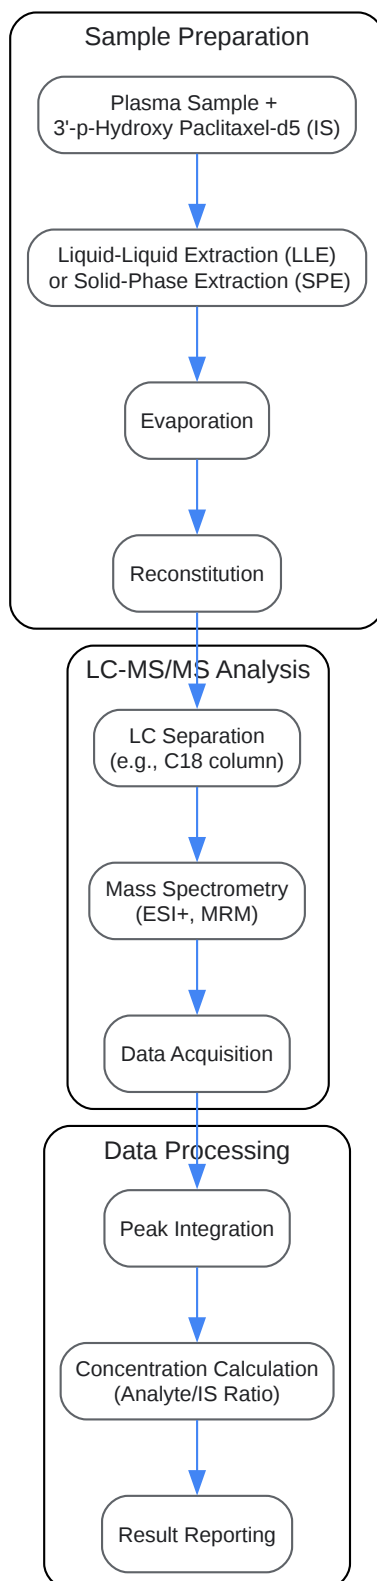 Sample Preparation
Plasma Sample +
3'-p-Hydroxy Paclitaxel-d5 (IS)
Liquid-Liquid Extraction (LLE)
or Solid-Phase Extraction (SPE)
Evaporation
Reconstitution
LC-MS/MS Analysis
LC Separation
(e.g., C18 column)
Mass Spectrometry
(ESI+, MRM)
Data Acquisition
Data Processing
Peak Integration
Concentration Calculation
(Analyte/IS Ratio)
Result Reporting